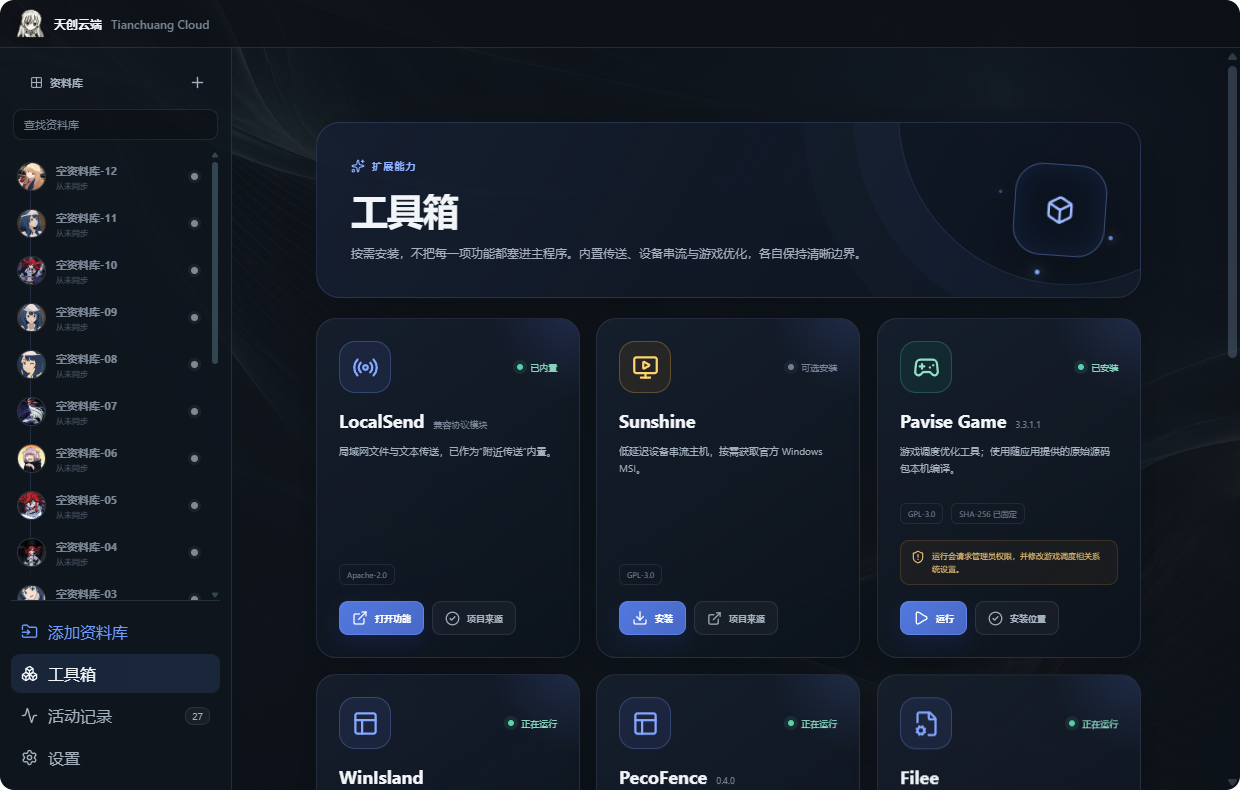 天创云端 Tianchuang Cloud
资料库
查找资料库
空资料库-12
从未同步
空资料库-11
从未同步
空资料库-10
从未同步
空资料库-09
从未同步
空资料库-08
从未同步
空资料库-07
从未同步
空资料库-06
从未同步
空资料库-05
从未同步
空资料库-04
从未同步
空资料库-03
添加资料库
工具箱
活动记录 27
设置
扩展能力
工具箱
按需安装，不把每一项功能都塞进主程序。内置传送、设备串流与游戏优化，各自保持清晰边界。
已内置
LocalSend 兼容协议模块
局域网文件与文本传送，已作为“附近传送”内置。
Apache-2.0
打开功能 项目来源
可选安装
Sunshine
低延迟设备串流主机，按需获取官方 Windows
MSI。
GPL-3.0
安装 项目来源
已安装
Pavise Game 3.3.1.1
游戏调度优化工具；使用随应用提供的原始源码
包本机编译。
GPL-3.0 SHA-256 已固定
运行会请求管理员权限，并修改游戏调度相关系
统设置。
运行 安装位置
正在运行
WinIsland
正在运行
PecoFence 0.4.0
正在运行
Filee